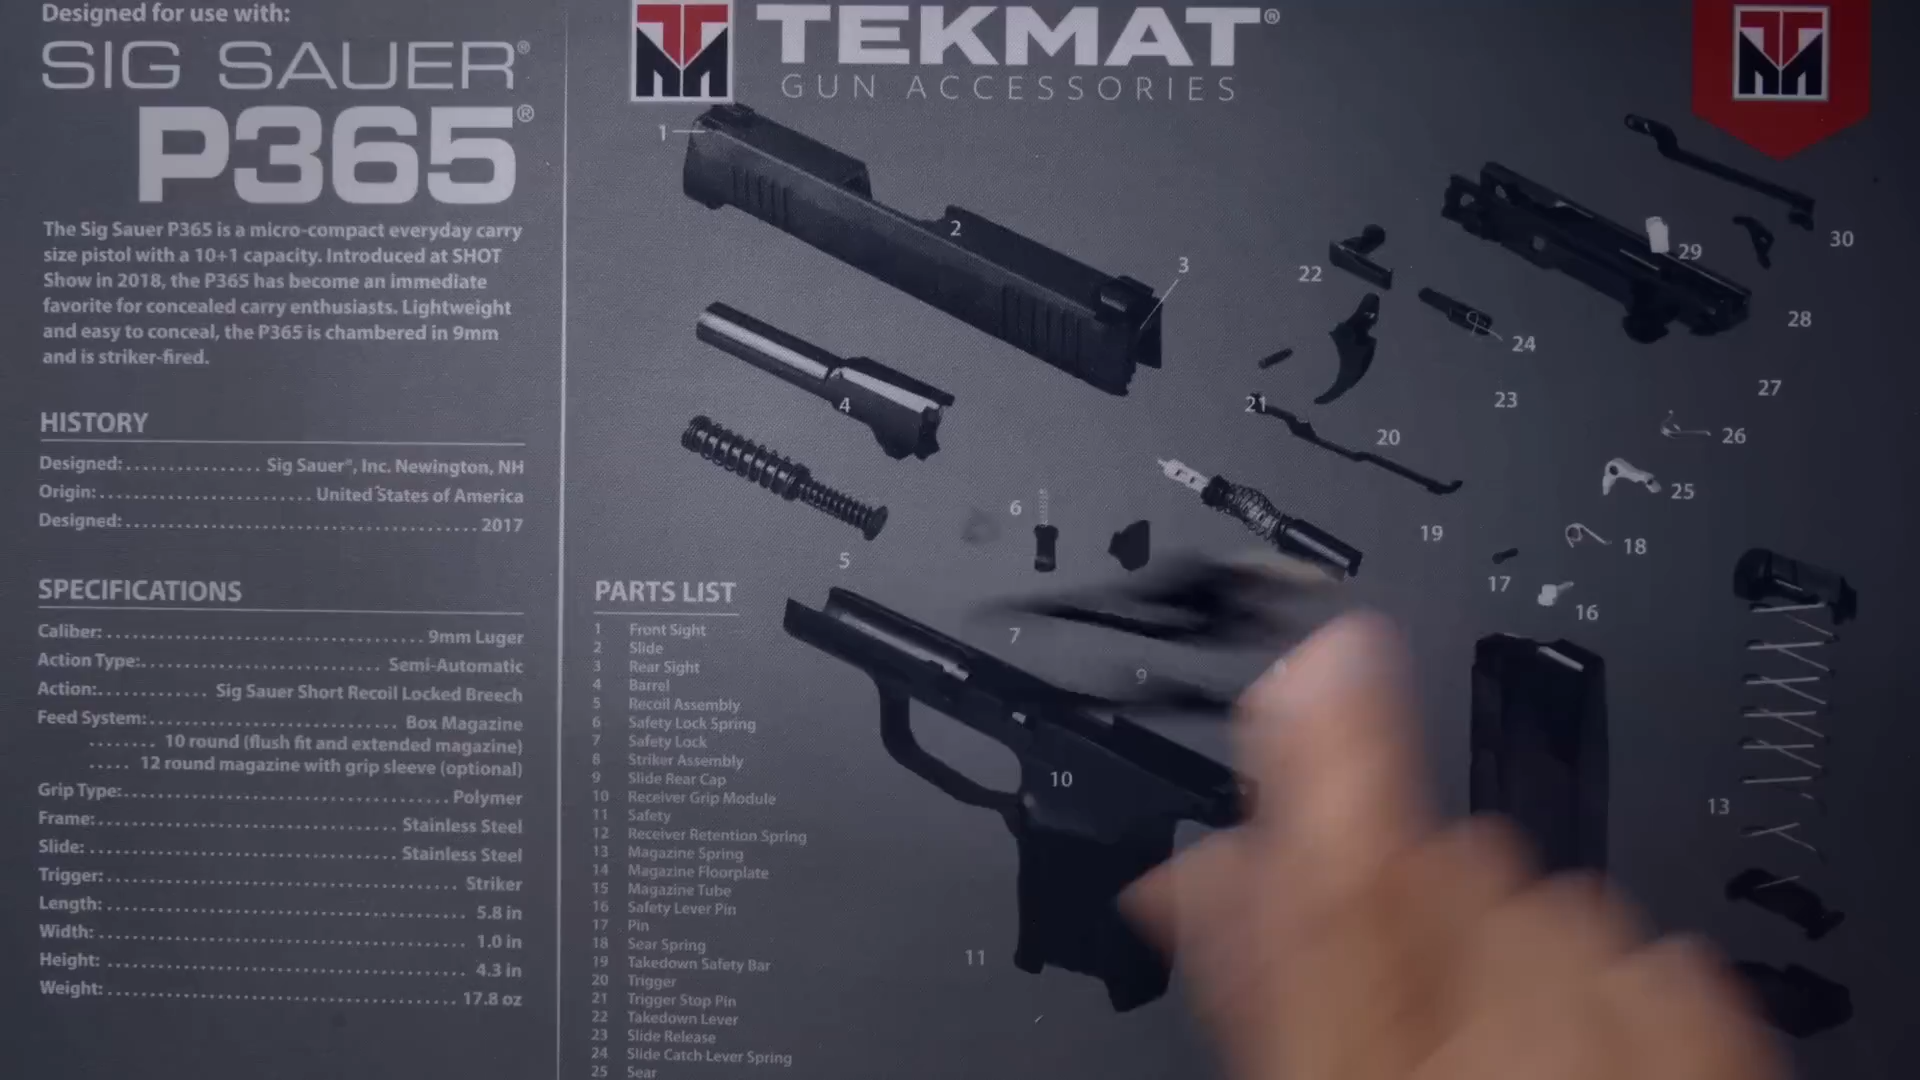 Designed for use with:
SIG SAUER®
P365®
The Sig Sauer P365 is a micro-compact everyday carry
size pistol with a 10+1 capacity. Introduced at SHOT
Show in 2018, the P365 has become an immediate
favorite for concealed carry enthusiasts. Lightweight
and easy to conceal, the P365 is chambered in 9mm
and is striker-fired.
HISTORY
Designed: Sig Sauer®, Inc. Newington, NH
Origin: United States of America
Designed: 2017
SPECIFICATIONS
Caliber: 9mm Luger
Action Type: Semi-Automatic
Action: Sig Sauer Short Recoil Locked Breech
Feed System: Box Magazine
10 round (flush fit and extended magazine)
12 round magazine with grip sleeve (optional)
Grip Type: Polymer
Frame: Stainless Steel
Slide: Stainless Steel
Trigger: Striker
Length: 5.8 in
Width: 1.0 in
Height: 4.3 in
Weight: 17.8 oz
TEKMAT®
GUN ACCESSORIES
1
2
3
4
5
6
7
9
10
11
13
16
17
18
19
20
21
22
23
24
25
26
27
28
29
30
PARTS LIST
1 Front Sight
2 Slide
3 Rear Sight
4 Barrel
5 Recoil Assembly
6 Safety Lock Spring
7 Safety Lock
8 Striker Assembly
9 Slide Rear Cap
10 Receiver Grip Module
11 Safety
12 Receiver Retention Spring
13 Magazine Spring
14 Magazine Floorplate
15 Magazine Tube
16 Safety Lever Pin
17 Pin
18 Sear Spring
19 Takedown Safety Bar
20 Trigger
21 Trigger Stop Pin
22 Takedown Lever
23 Slide Release
24 Slide Catch Lever Spring
25 Sear